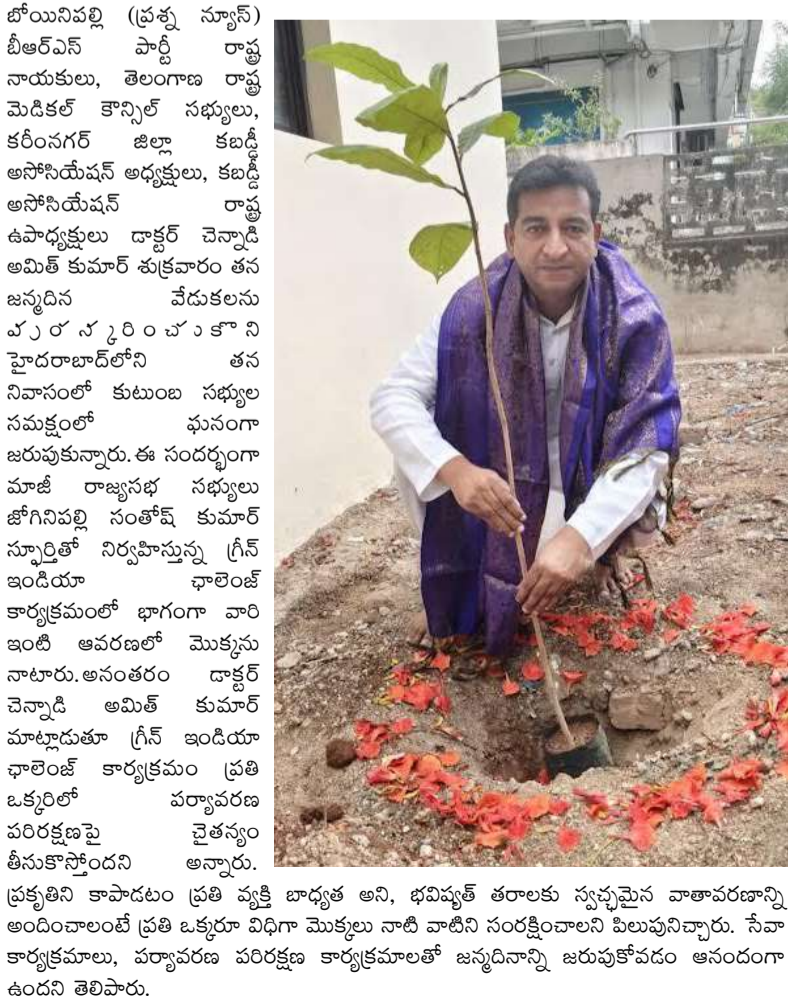 బోయినిపల్లి (ప్రశ్న న్యూస్)
బీఆర్ఎస్ పార్టీ రాష్ట్ర
నాయకులు, తెలంగాణ రాష్ట్ర
మెడికల్ కౌన్సిల్ సభ్యులు,
కరీంనగర్ జిల్లా కబడ్డీ
అసోసియేషన్ అధ్యక్షులు, కబడ్డీ
అసోసియేషన్ రాష్ట్ర
ఉపాధ్యక్షులు డాక్టర్ చెన్నాడి
అమిత్ కుమార్ శుక్రవారం తన
జన్మదిన వేడుకలను
పురస్కరించుకొని
హైదరాబాద్‌లోని తన
నివాసంలో కుటుంబ సభ్యుల
సమక్షంలో ఘనంగా
జరుపుకున్నారు.ఈ సందర్భంగా
మాజీ రాజ్యసభ సభ్యులు
జోగినిపల్లి సంతోష్ కుమార్
స్ఫూర్తితో నిర్వహిస్తున్న గ్రీన్
ఇండియా ఛాలెంజ్
కార్యక్రమంలో భాగంగా వారి
ఇంటి ఆవరణలో మొక్కను
నాటారు.అనంతరం డాక్టర్
చెన్నాడి అమిత్ కుమార్
మాట్లాడుతూ గ్రీన్ ఇండియా
ఛాలెంజ్ కార్యక్రమం ప్రతి
ఒక్కరిలో పర్యావరణ
పరిరక్షణపై చైతన్యం
తీసుకొస్తోందని అన్నారు.
ప్రకృతిని కాపాడటం ప్రతి వ్యక్తి బాధ్యత అని, భవిష్యత్ తరాలకు స్వచ్ఛమైన వాతావరణాన్ని
అందించాలంటే ప్రతి ఒక్కరూ విధిగా మొక్కలు నాటి వాటిని సంరక్షించాలని పిలుపునిచ్చారు. సేవా
కార్యక్రమాలు, పర్యావరణ పరిరక్షణ కార్యక్రమాలతో జన్మదినాన్ని జరుపుకోవడం ఆనందంగా
ఉందని తెలిపారు.